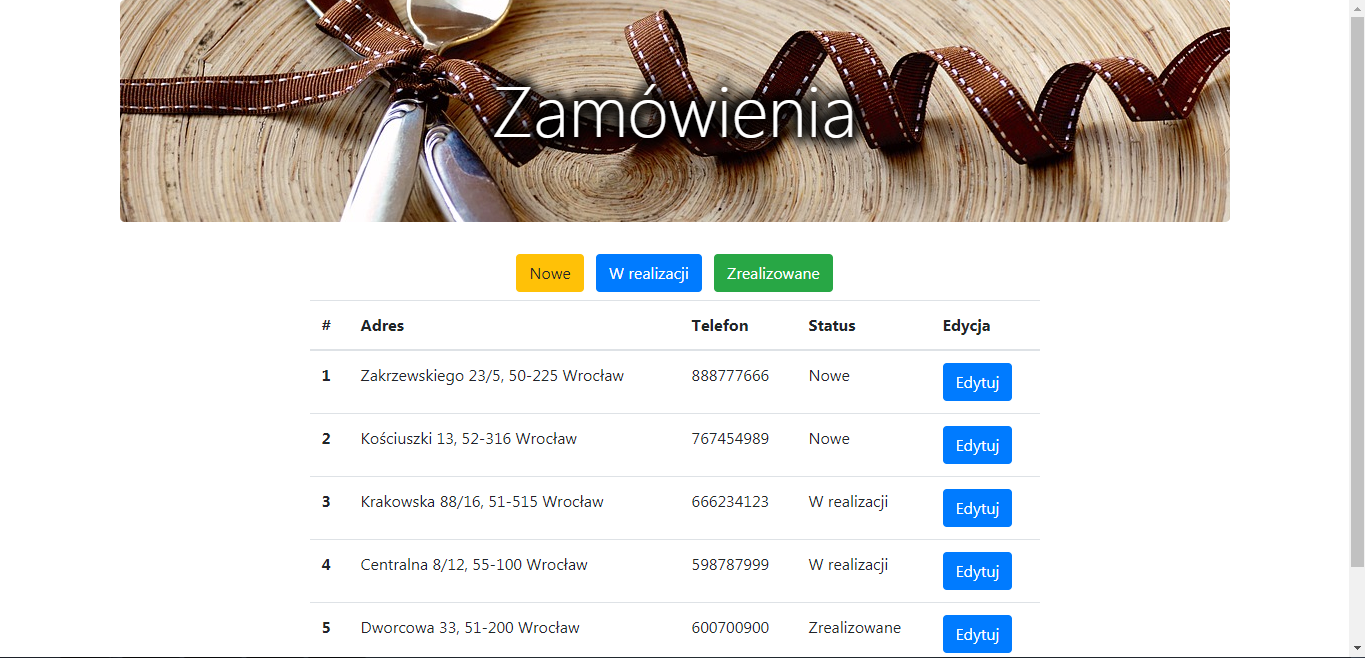 Zamówienia
Nowe W realizacji Zrealizowane
# Adres Telefon Status Edycja
1 Zakrzewskiego 23/5, 50-225 Wrocław 888777666 Nowe Edytuj
2 Kościuszki 13, 52-316 Wrocław 767454989 Nowe Edytuj
3 Krakowska 88/16, 51-515 Wrocław 666234123 W realizacji Edytuj
4 Centralna 8/12, 55-100 Wrocław 598787999 W realizacji Edytuj
5 Dworcowa 33, 51-200 Wrocław 600700900 Zrealizowane Edytuj